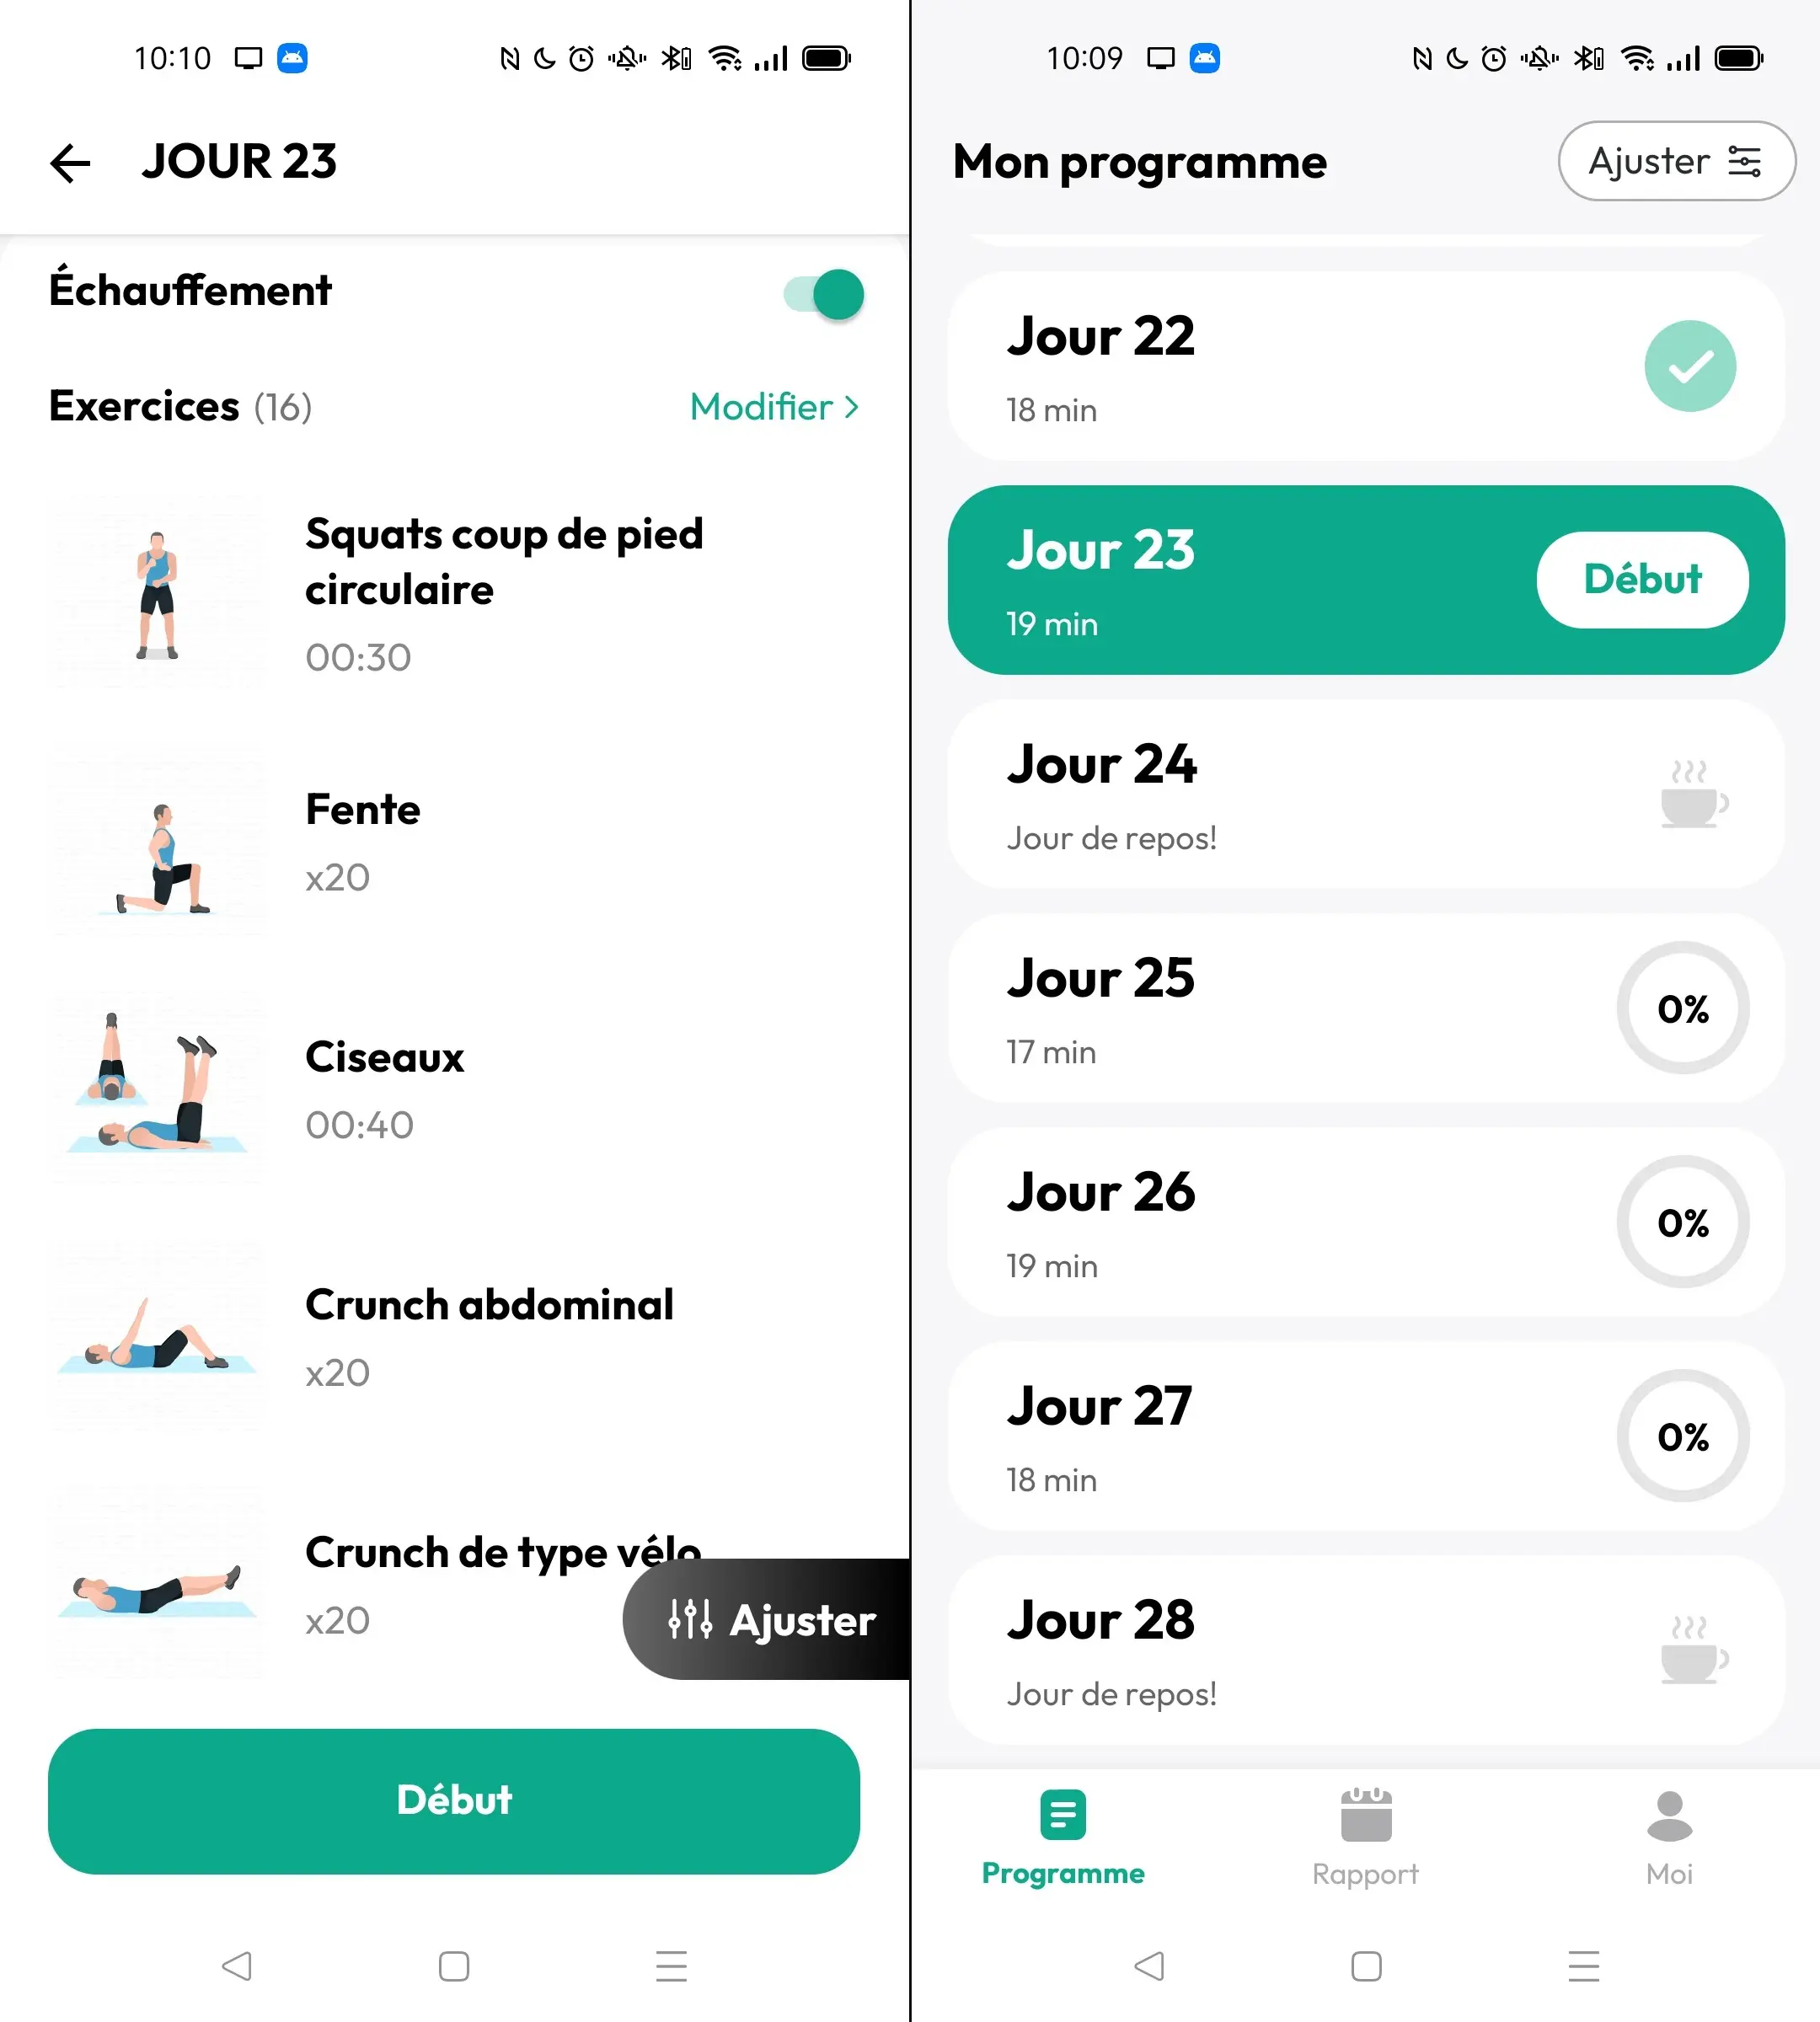 10:10
JOUR 23
Échauffement
Exercices (16)
Modifier >
Squats coup de pied
circulaire
00:30
Fente
x20
Ciseaux
00:40
Crunch abdominal
x20
Crunch de type vélo
x20
Ajuster
Début
10:09
Mon programme
Ajuster
Jour 22
18 min
Jour 23
19 min
Début
Jour 24
Jour de repos!
Jour 25
17 min
0%
Jour 26
19 min
0%
Jour 27
18 min
0%
Jour 28
Jour de repos!
Programme
Rapport
Moi